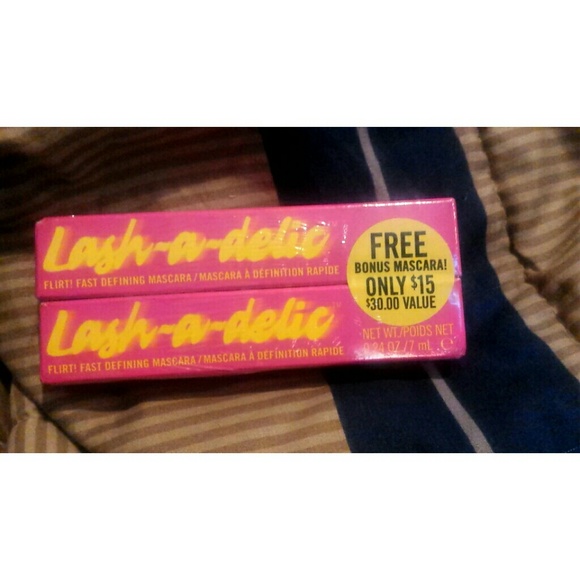 Lash-a-delic
FLIRT! FAST DEFINING MASCARA / MASCARA À DÉFINITION RAPIDE
FREE
BONUS MASCARA!
ONLY $15
$30.00 VALUE
Lash-a-delic
FLIRT! FAST DEFINING MASCARA / MASCARA À DÉFINITION RAPIDE
NET WT./POIDS NET
0.24 OZ / 7 mL